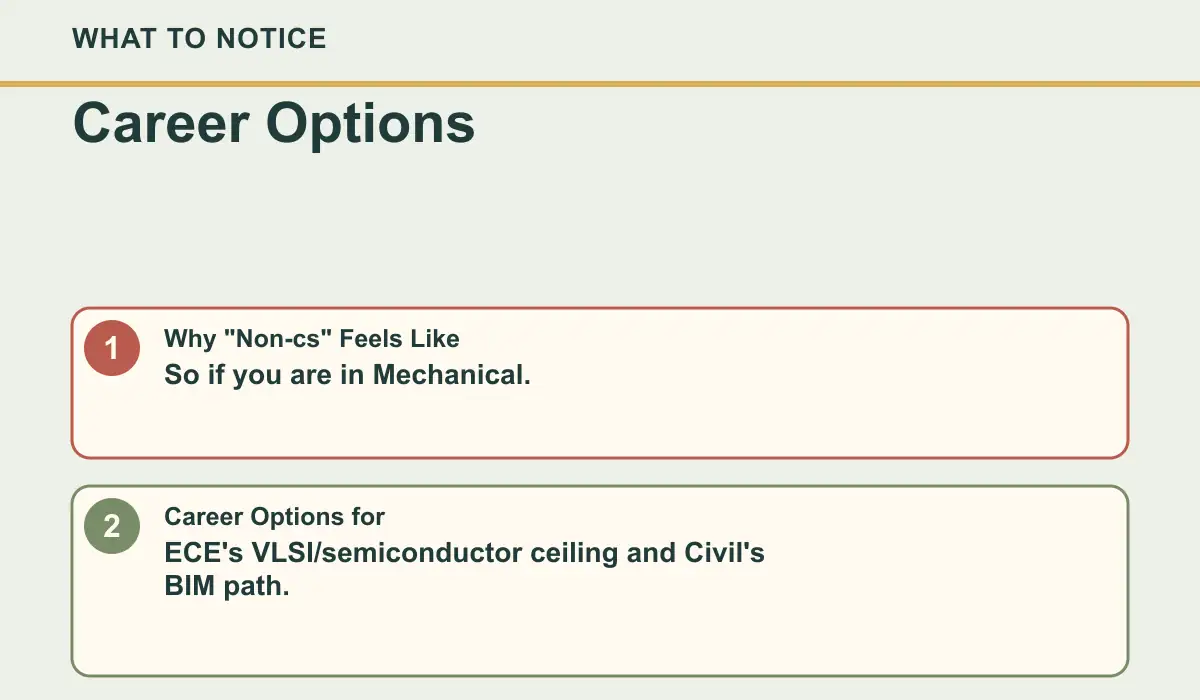 WHAT TO NOTICE
Career Options
1
Why "Non-cs" Feels Like
So if you are in Mechanical.
2
Career Options for
ECE's VLSI/semiconductor ceiling and Civil's
BIM path.